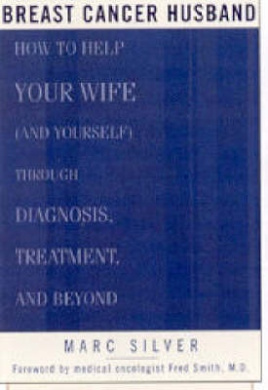 BREAST CANCER HUSBAND
HOW TO HELP
YOUR WIFE
(AND YOURSELF)
THROUGH
DIAGNOSIS,
TREATMENT,
AND BEYOND
MARC SILVER
Foreword by medical oncologist Fred Smith, M.D.